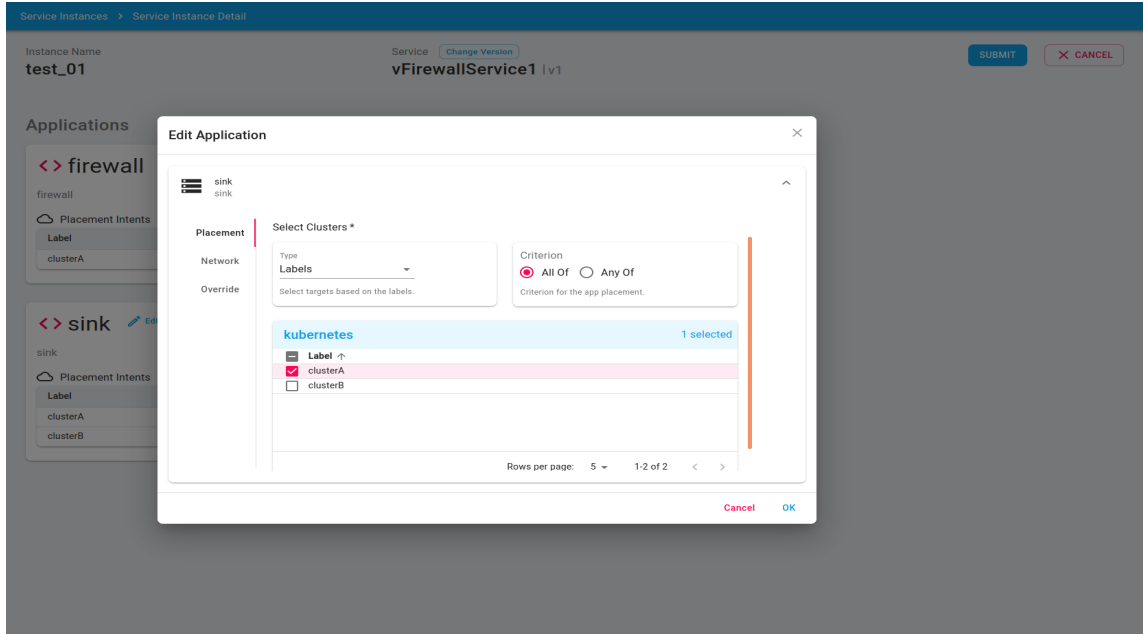 Service Instances > Service Instance Detail
Instance Name
test_01
Service Change Version
vFirewallService1 | v1
SUBMIT
CANCEL
Applications
<> firewall
firewall
Placement Intents
Label
clusterA
<> sink
sink
Placement Intents
Label
clusterA
clusterB
Edit Application
sink
sink
Placement
Network
Override
Select Clusters *
Type
Labels
Select targets based on the labels.
Criterion
All Of Any Of
Criterion for the app placement.
kubernetes 1 selected
Label
clusterA
clusterB
Rows per page: 5 1-2 of 2
Cancel OK